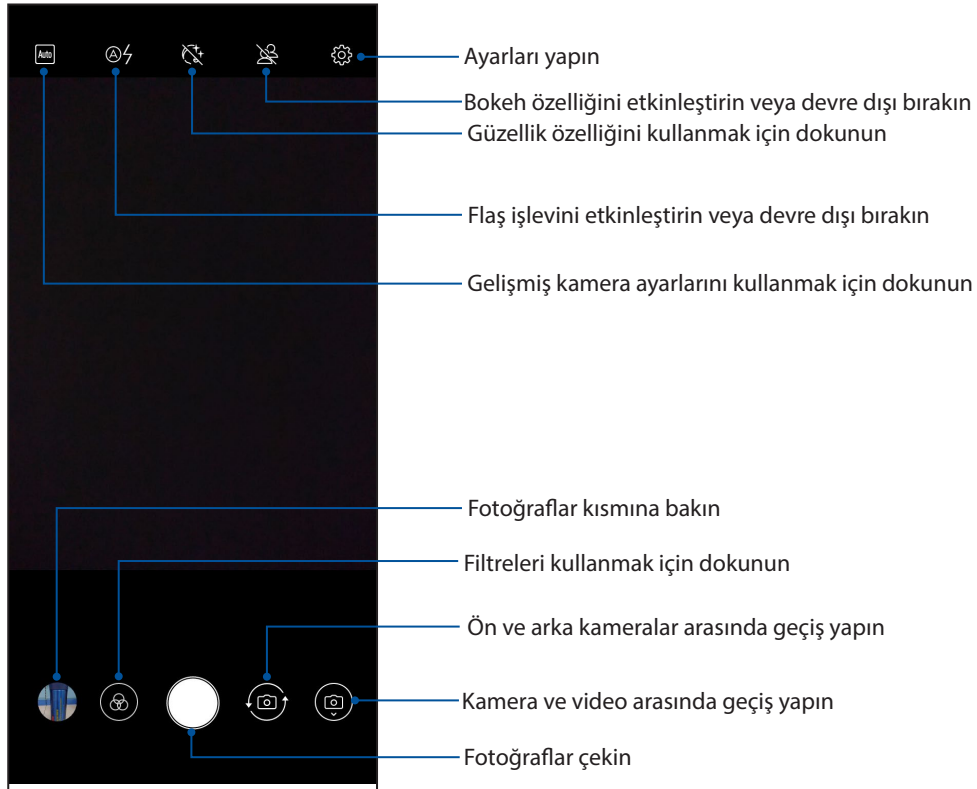 Auto
Ayarları yapın
Bokeh özelliğini etkinleştirin veya devre dışı bırakın
Güzellik özelliğini kullanmak için dokunun
Flaş işlevini etkinleştirin veya devre dışı bırakın
Gelişmiş kamera ayarlarını kullanmak için dokunun
Fotoğraflar kısmına bakın
Filtreleri kullanmak için dokunun
Ön ve arka kameralar arasında geçiş yapın
Kamera ve video arasında geçiş yapın
Fotoğraflar çekin